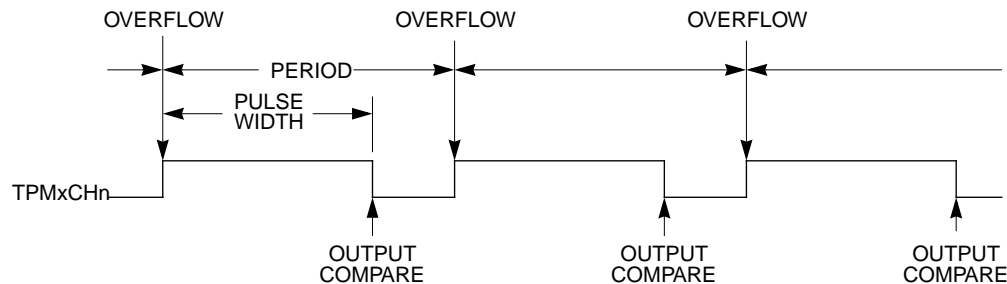 OVERFLOW
OVERFLOW
OVERFLOW
PERIOD
PULSE
WIDTH
TPMxCHn
OUTPUT
COMPARE
OUTPUT
COMPARE
OUTPUT
COMPARE